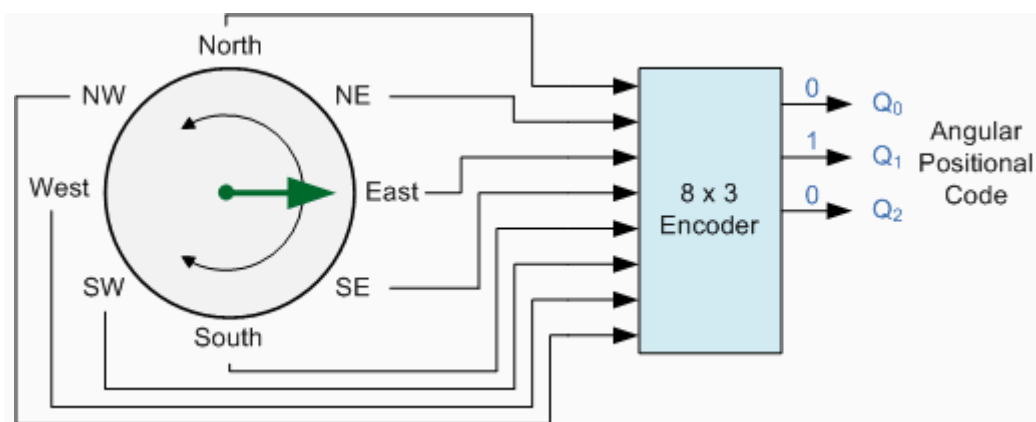 North
NW
NE
West
East
SW
SE
South
8 x 3
Encoder
0
Q0
1
Q1
0
Q2
Angular
Positional
Code